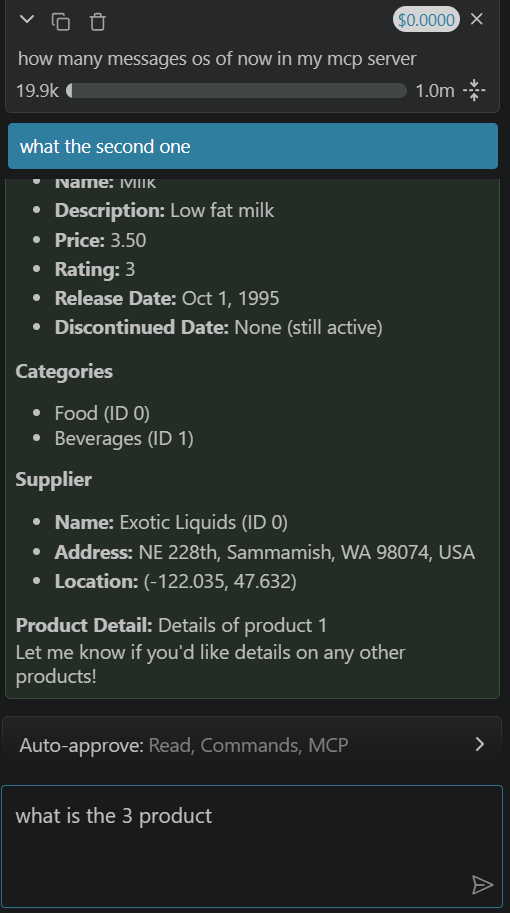 $0.0000
how many messages os of now in my mcp server
19.9k 1.0m
what the second one
Name: Milk
Description: Low fat milk
Price: 3.50
Rating: 3
Release Date: Oct 1, 1995
Discontinued Date: None (still active)
Categories
Food (ID 0)
Beverages (ID 1)
Supplier
Name: Exotic Liquids (ID 0)
Address: NE 228th, Sammamish, WA 98074, USA
Location: (-122.035, 47.632)
Product Detail: Details of product 1
Let me know if you'd like details on any other
products!
Auto-approve: Read, Commands, MCP
what is the 3 product